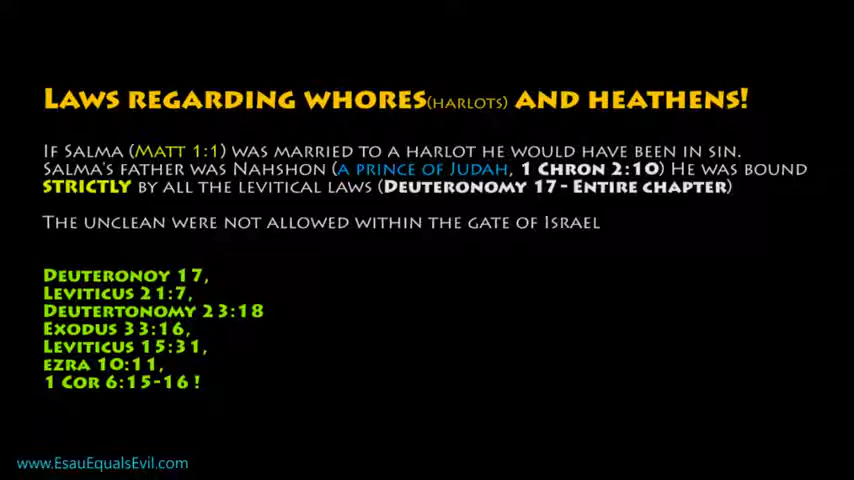 Laws regarding whores(harlots) and heathens!
If Salma (Matt 1:1) was married to a harlot he would have been in sin.
Salma's father was Nahshon (a prince of Judah, 1 Chron 2:10) He was bound
strictly by all the Levitical laws (Deuteronomy 17 - Entire chapter)
The unclean were not allowed within the gate of Israel
Deuteronoy 17,
Leviticus 21:7,
Deutertonomy 23:18
Exodus 33:16,
Leviticus 15:31,
ezra 10:11,
1 Cor 6:15-16 !
www.EsauEqualsEvil.com